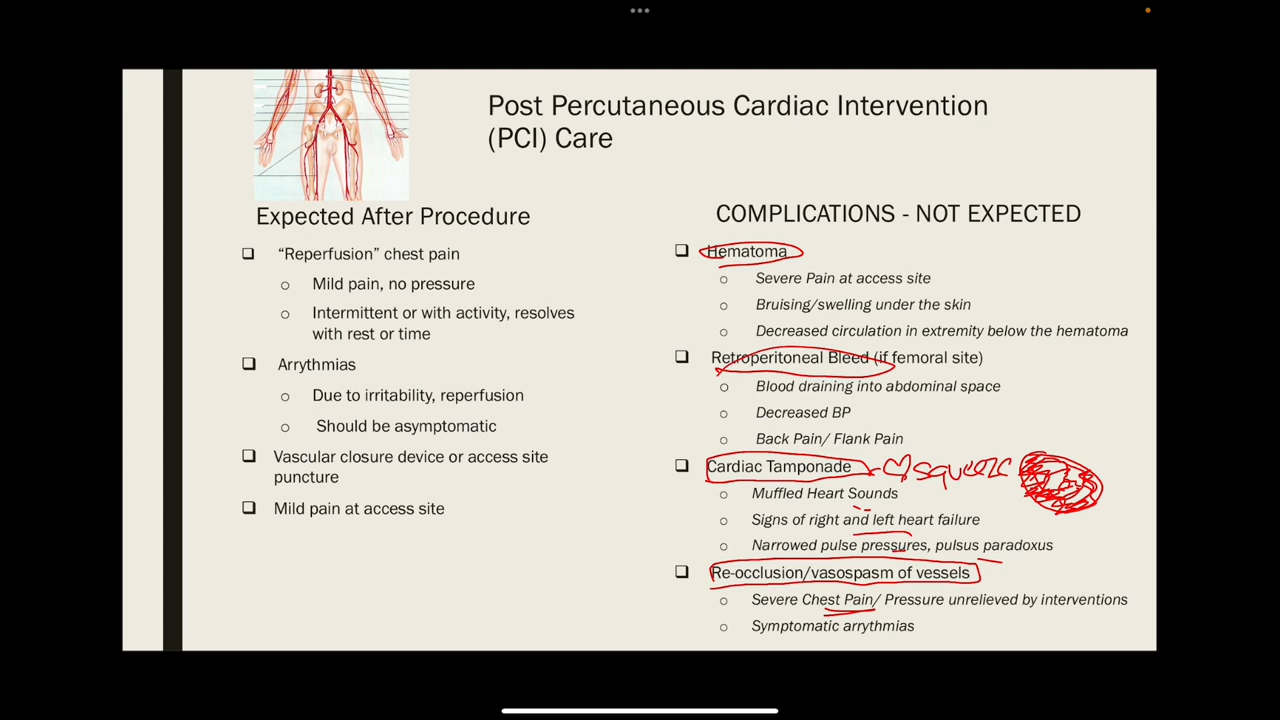 Post Percutaneous Cardiac Intervention
(PCI) Care
Expected After Procedure
“Reperfusion” chest pain
Mild pain, no pressure
Intermittent or with activity, resolves
with rest or time
Arrythmias
Due to irritability, reperfusion
Should be asymptomatic
Vascular closure device or access site
puncture
Mild pain at access site
COMPLICATIONS - NOT EXPECTED
Hematoma
Severe Pain at access site
Bruising/swelling under the skin
Decreased circulation in extremity below the hematoma
Retroperitoneal Bleed (if femoral site)
Blood draining into abdominal space
Decreased BP
Back Pain/ Flank Pain
Cardiac Tamponade
squeeze
Muffled Heart Sounds
Signs of right and left heart failure
Narrowed pulse pressures, pulsus paradoxus
Re-occlusion/vasospasm of vessels
Severe Chest Pain/ Pressure unrelieved by interventions
Symptomatic arrythmias